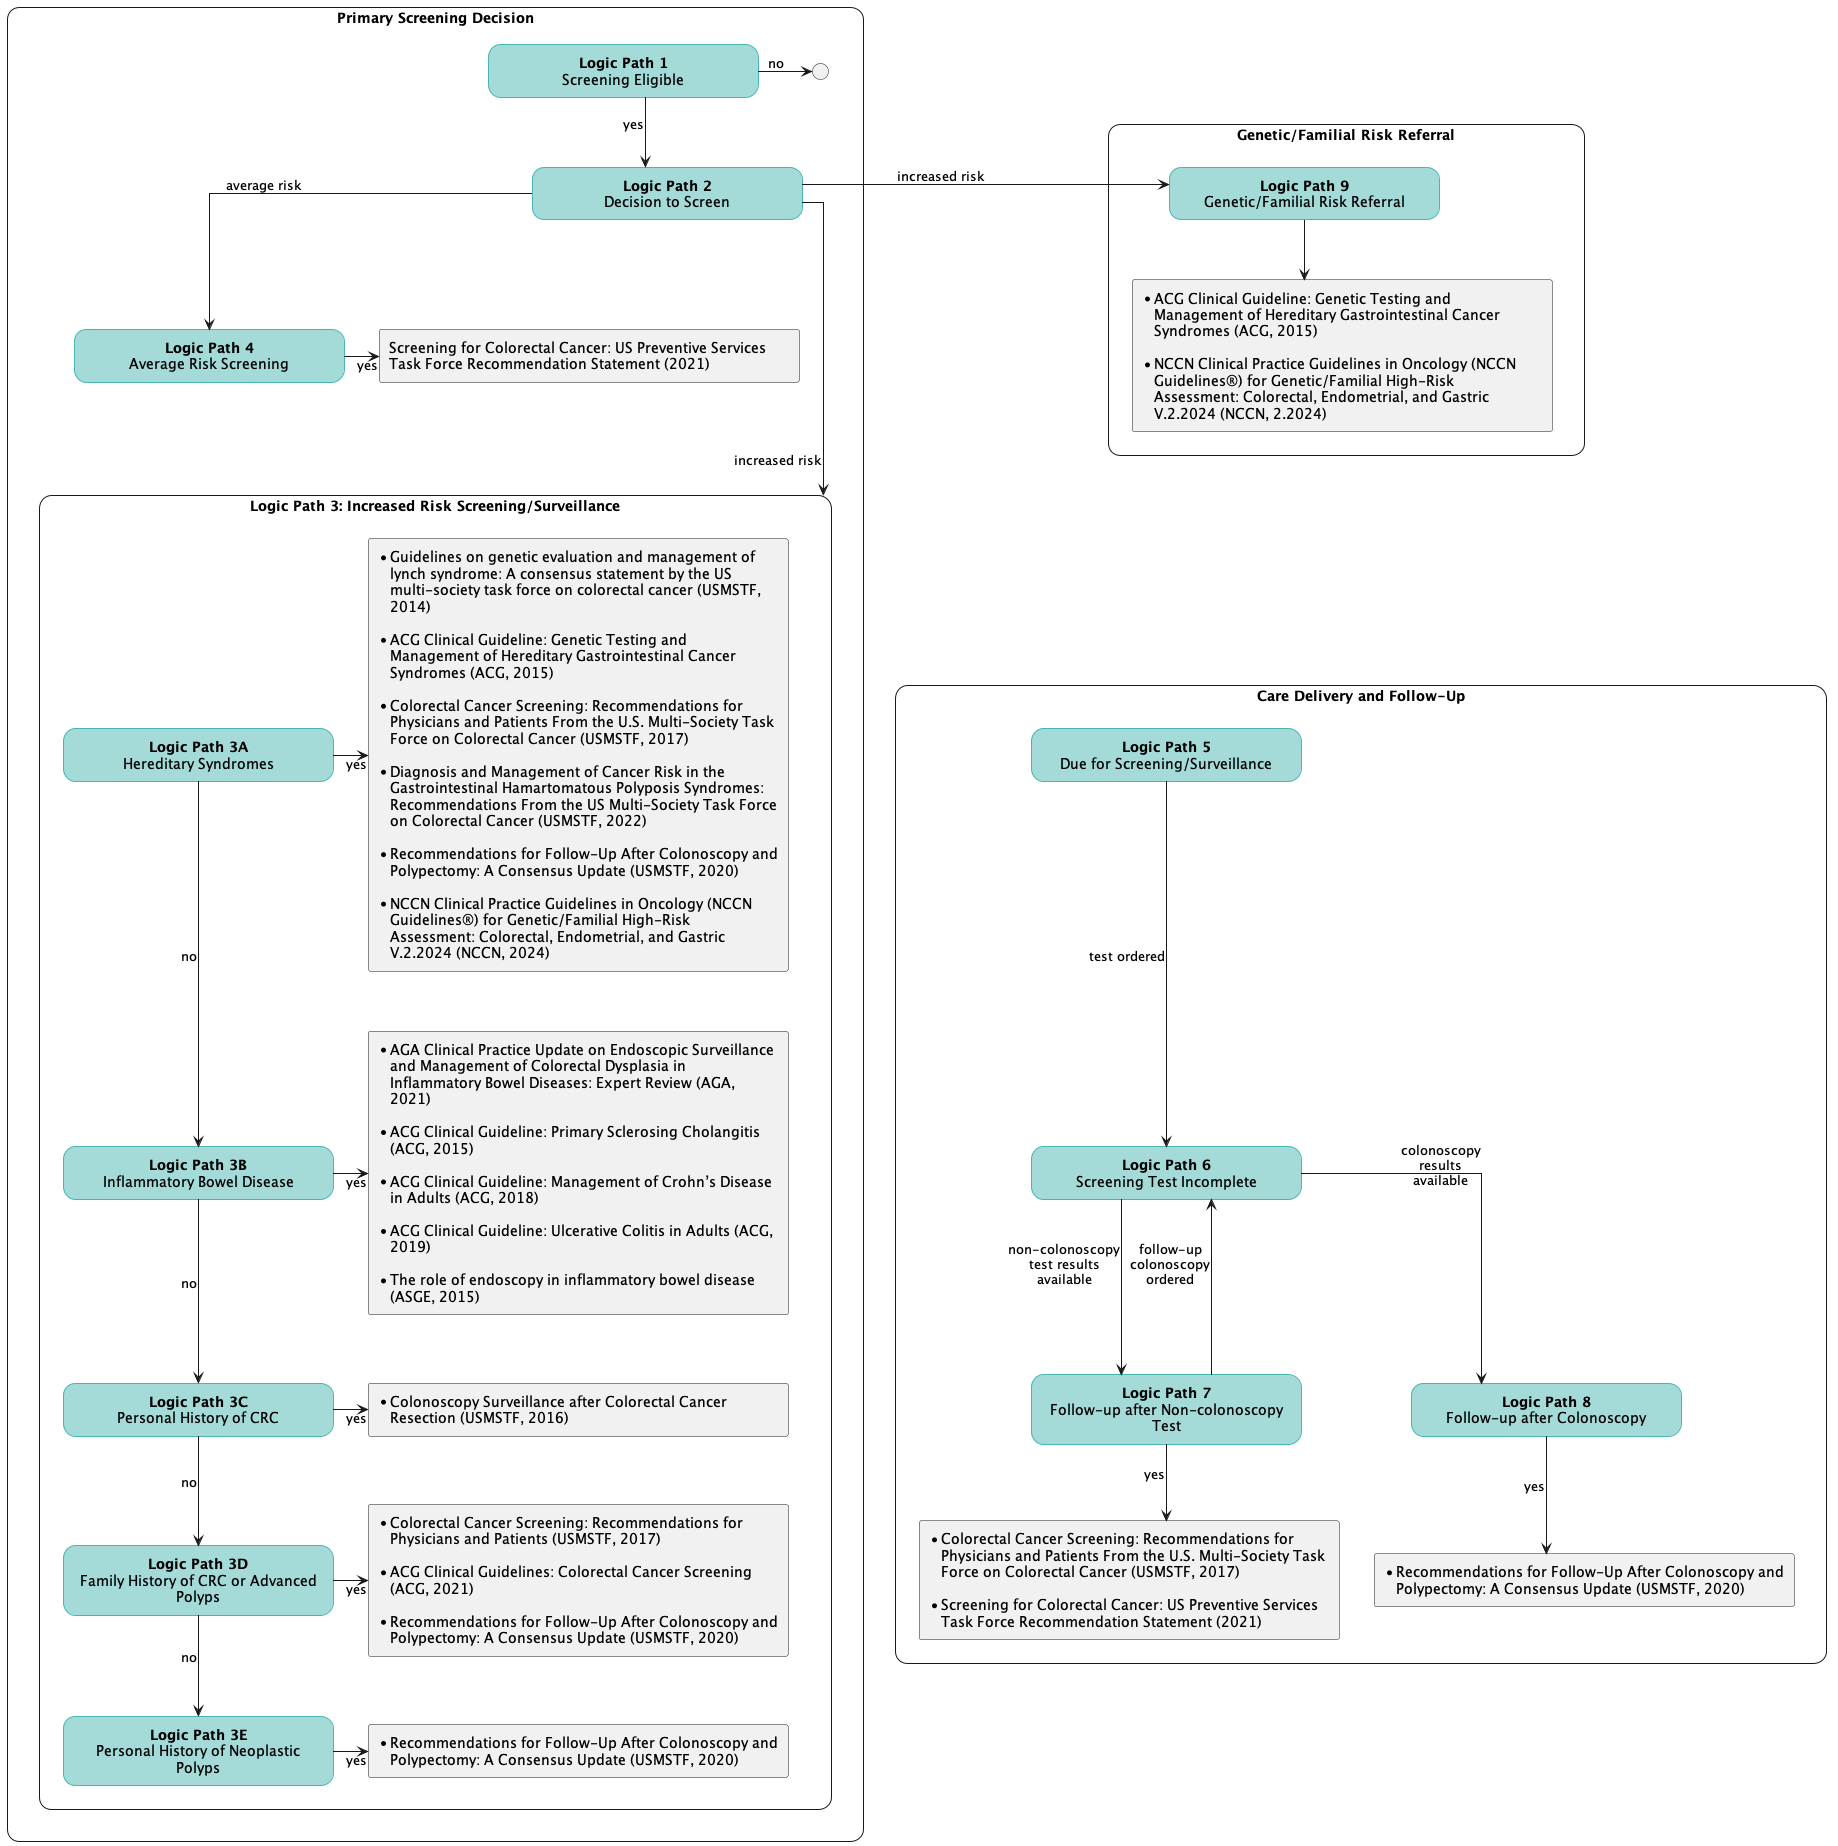 Primary Screening Decision
Logic Path 1
Screening Eligible
no
yes
Logic Path 2
Decision to Screen
average risk
increased risk
Genetic/Familial Risk Referral
Logic Path 9
Genetic/Familial Risk Referral
• ACG Clinical Guideline: Genetic Testing and
Management of Hereditary Gastrointestinal Cancer
Syndromes (ACG, 2015)
• NCCN Clinical Practice Guidelines in Oncology (NCCN
Guidelines®) for Genetic/Familial High-Risk
Assessment: Colorectal, Endometrial, and Gastric
V.2.2024 (NCCN, 2.2024)
Logic Path 4
Average Risk Screening
yes
Screening for Colorectal Cancer: US Preventive Services
Task Force Recommendation Statement (2021)
increased risk
Logic Path 3: Increased Risk Screening/Surveillance
Logic Path 3A
Hereditary Syndromes
yes
• Guidelines on genetic evaluation and management of
lynch syndrome: A consensus statement by the US
multi-society task force on colorectal cancer (USMSTF,
2014)
• ACG Clinical Guideline: Genetic Testing and
Management of Hereditary Gastrointestinal Cancer
Syndromes (ACG, 2015)
• Colorectal Cancer Screening: Recommendations for
Physicians and Patients From the U.S. Multi-Society Task
Force on Colorectal Cancer (USMSTF, 2017)
• Diagnosis and Management of Cancer Risk in the
Gastrointestinal Hamartomatous Polyposis Syndromes:
Recommendations From the US Multi-Society Task Force
on Colorectal Cancer (USMSTF, 2022)
• Recommendations for Follow-Up After Colonoscopy and
Polypectomy: A Consensus Update (USMSTF, 2020)
• NCCN Clinical Practice Guidelines in Oncology (NCCN
Guidelines®) for Genetic/Familial High-Risk
Assessment: Colorectal, Endometrial, and Gastric
V.2.2024 (NCCN, 2024)
no
Logic Path 3B
Inflammatory Bowel Disease
yes
• AGA Clinical Practice Update on Endoscopic Surveillance
and Management of Colorectal Dysplasia in
Inflammatory Bowel Diseases: Expert Review (AGA,
2021)
• ACG Clinical Guideline: Primary Sclerosing Cholangitis
(ACG, 2015)
• ACG Clinical Guideline: Management of Crohn's Disease
in Adults (ACG, 2018)
• ACG Clinical Guideline: Ulcerative Colitis in Adults (ACG,
2019)
• The role of endoscopy in inflammatory bowel disease
(ASGE, 2015)
no
Logic Path 3C
Personal History of CRC
yes
• Colonoscopy Surveillance after Colorectal Cancer
Resection (USMSTF, 2016)
no
Logic Path 3D
Family History of CRC or Advanced
Polyps
yes
• Colorectal Cancer Screening: Recommendations for
Physicians and Patients (USMSTF, 2017)
• ACG Clinical Guidelines: Colorectal Cancer Screening
(ACG, 2021)
• Recommendations for Follow-Up After Colonoscopy and
Polypectomy: A Consensus Update (USMSTF, 2020)
no
Logic Path 3E
Personal History of Neoplastic
Polyps
yes
• Recommendations for Follow-Up After Colonoscopy and
Polypectomy: A Consensus Update (USMSTF, 2020)
Care Delivery and Follow-Up
Logic Path 5
Due for Screening/Surveillance
test ordered
Logic Path 6
Screening Test Incomplete
colonoscopy
results
available
non-colonoscopy
test results
available
follow-up
colonoscopy
ordered
Logic Path 7
Follow-up after Non-colonoscopy
Test
yes
• Colorectal Cancer Screening: Recommendations for
Physicians and Patients From the U.S. Multi-Society Task
Force on Colorectal Cancer (USMSTF, 2017)
• Screening for Colorectal Cancer: US Preventive Services
Task Force Recommendation Statement (2021)
Logic Path 8
Follow-up after Colonoscopy
yes
• Recommendations for Follow-Up After Colonoscopy and
Polypectomy: A Consensus Update (USMSTF, 2020)